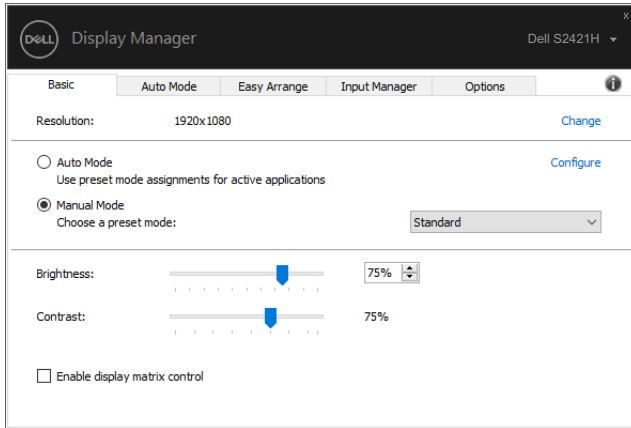 x
DELL Display Manager Dell S2421H
Basic Auto Mode Easy Arrange Input Manager Options i
Resolution: 1920x1080 Change
Auto Mode Configure
Use preset mode assignments for active applications
Manual Mode
Choose a preset mode: Standard
Brightness: 75%
Contrast: 75%
Enable display matrix control